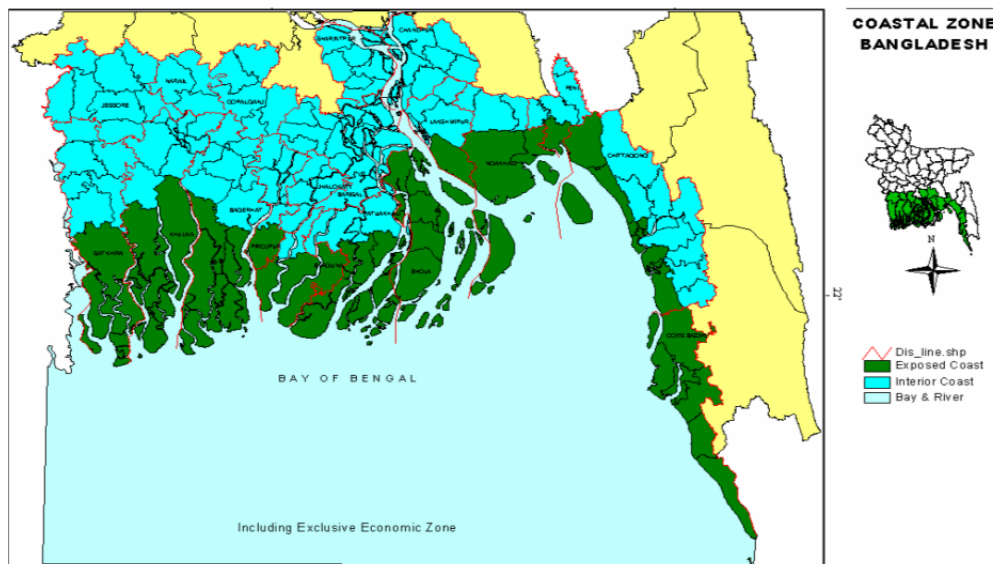 COASTAL ZONE
BANGLADESH
SHARIATPUR
CHANDPUR
NARAIL
JESSORE
GOPALGANJ
FENI
LAKSHMIPUR
NOAKHALI
CHITTAGONG
JHALOKATI
BARISAL
BAGERHAT
PATUAKHALI
KHULNA
PIROJPUR
SATKHIRA
BHOLA
COX'S BAZAR
N
22°
BAY OF BENGAL
Dis_line.shp
Exposed Coast
Interior Coast
Bay & River
Including Exclusive Economic Zone